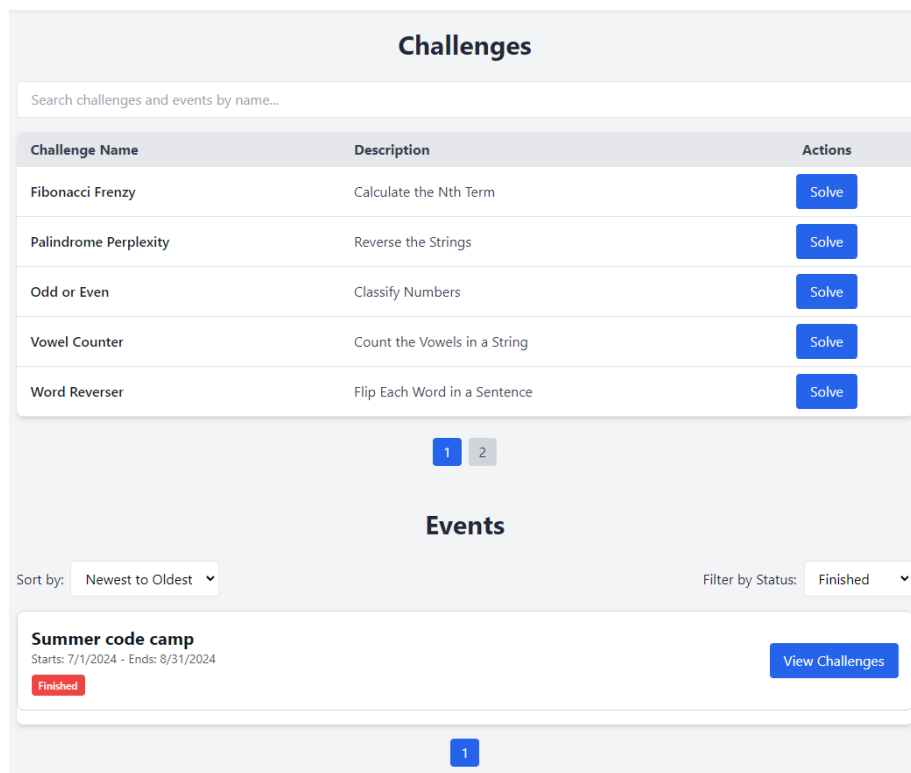 Challenges
Search challenges and events by name...
Challenge Name Description Actions
Fibonacci Frenzy Calculate the Nth Term Solve
Palindrome Perplexity Reverse the Strings Solve
Odd or Even Classify Numbers Solve
Vowel Counter Count the Vowels in a String Solve
Word Reverser Flip Each Word in a Sentence Solve
1 2
Events
Sort by: Newest to Oldest Filter by Status: Finished
Summer code camp
Starts: 7/1/2024 - Ends: 8/31/2024
View Challenges
Finished
1